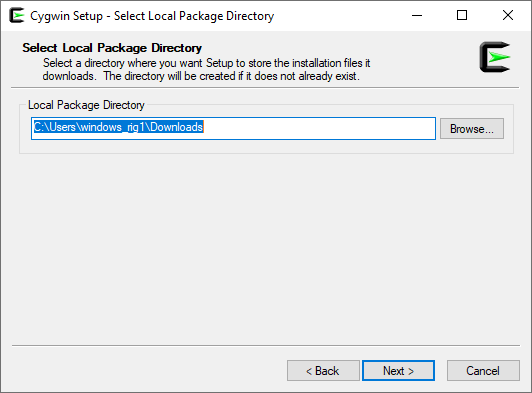 Cygwin Setup - Select Local Package Directory
Select Local Package Directory
Select a directory where you want Setup to store the installation files it
downloads. The directory will be created if it does not already exist.
Local Package Directory
C:\Users\windows_rig1\Downloads
Browse...
< Back
Next >
Cancel